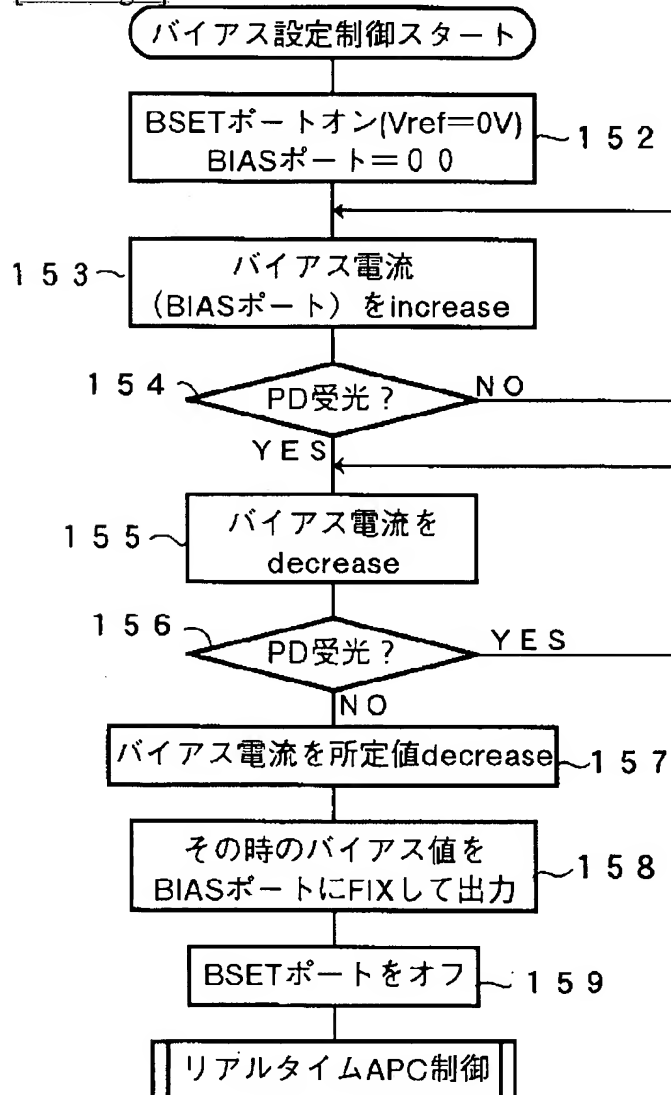 バイアス設定制御スタート
BSETポートオン(Vref=0V)
BIASポート=００
１５２
バイアス電流
（BIASポート）をincrease
１５３
PD受光？
１５４
NO
YES
バイアス電流を
decrease
１５５
PD受光？
１５６
YES
NO
バイアス電流を所定値decrease
１５７
その時のバイアス値を
BIASポートにFIXして出力
１５８
BSETポートをオフ
１５９
リアルタイムAPC制御